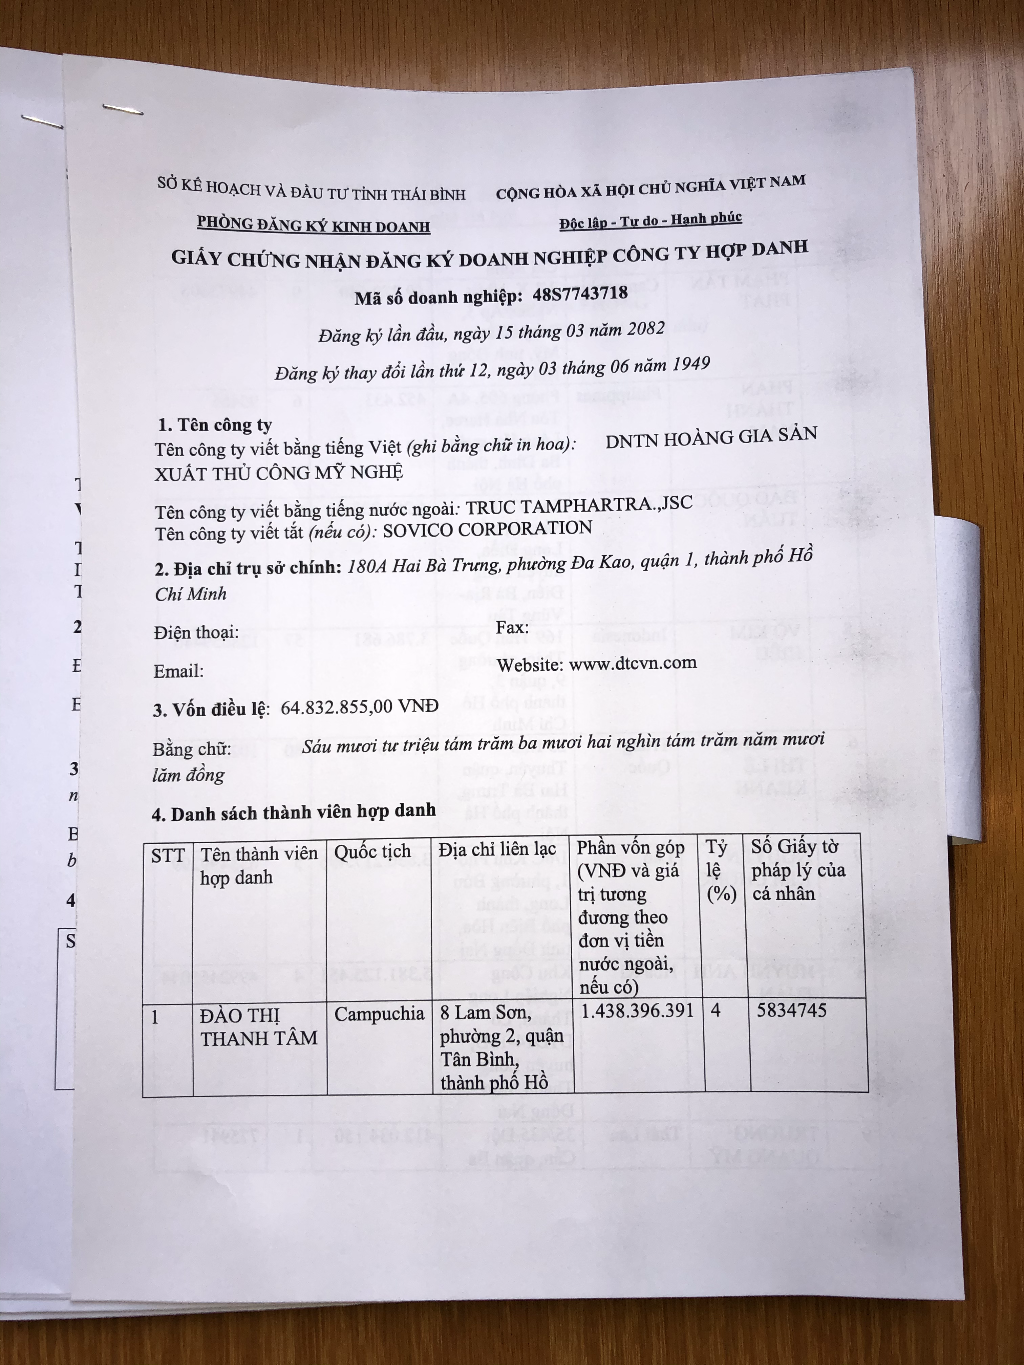 SỞ KẾ HOẠCH VÀ ĐẦU TƯ TỈNH THÁI BÌNH
PHÒNG ĐĂNG KÝ KINH DOANH
CỘNG HÒA XÃ HỘI CHỦ NGHĨA VIỆT NAM
Độc lập - Tự do - Hạnh phúc
GIẤY CHỨNG NHẬN ĐĂNG KÝ DOANH NGHIỆP CÔNG TY HỢP DANH
Mã số doanh nghiệp: 48S7743718
Đăng ký lần đầu, ngày 15 tháng 03 năm 2082
Đăng ký thay đổi lần thứ 12, ngày 03 tháng 06 năm 1949
1. Tên công ty
Tên công ty viết bằng tiếng Việt (ghi bằng chữ in hoa): DNTN HOÀNG GIA SẢN
XUẤT THỦ CÔNG MỸ NGHỆ
Tên công ty viết bằng tiếng nước ngoài: TRUC TAMPHARTRA.,JSC
Tên công ty viết tắt (nếu có): SOVICO CORPORATION
2. Địa chỉ trụ sở chính: 180A Hai Bà Trưng, phường Đa Kao, quận 1, thành phố Hồ
Chí Minh
Điện thoại:
Fax:
Email:
Website: www.dtcvn.com
3. Vốn điều lệ: 64.832.855,00 VNĐ
Bằng chữ: Sáu mươi tư triệu tám trăm ba mươi hai nghìn tám trăm năm mươi
lăm đồng
4. Danh sách thành viên hợp danh
STT
Tên thành viên
hợp danh
Quốc tịch
Địa chỉ liên lạc
Phần vốn góp
(VNĐ và giá
trị tương
đương theo
đơn vị tiền
nước ngoài,
nếu có)
Tỷ
lệ
(%)
Số Giấy tờ
pháp lý của
cá nhân
1
ĐÀO THỊ
THANH TÂM
Campuchia
8 Lam Sơn,
phường 2, quận
Tân Bình,
thành phố Hồ
1.438.396.391
4
5834745